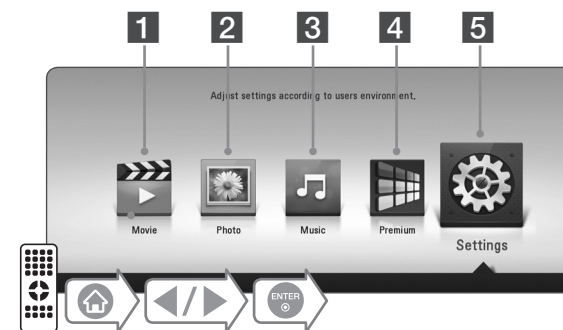 1 2 3 4 5
Adjust settings according to users environment.
Movie Photo Music Premium Settings
ENTER